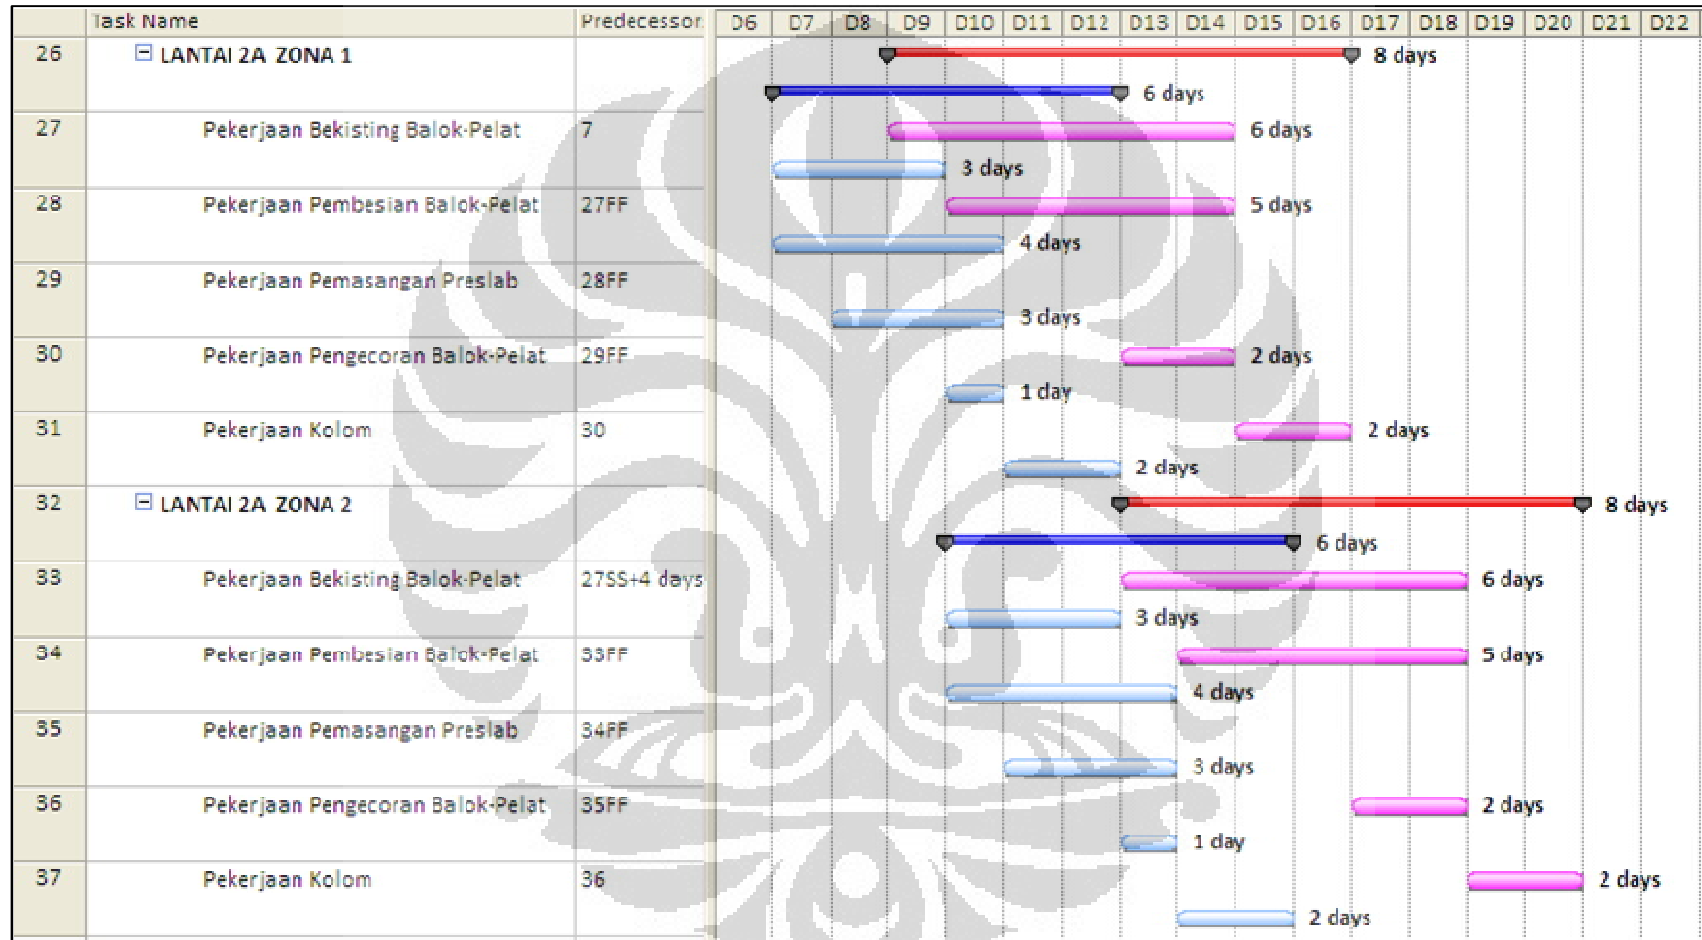 Task Name Predecessor D6 D7 D8 D9 D10 D11 D12 D13 D14 D15 D16 D17 D18 D19 D20 D21 D22
26 LANTAI 2A ZONA 1 8 days
6 days
27 Pekerjaan Bekisting Balok-Pelat 7 6 days
3 days
28 Pekerjaan Pembesian Balok-Pelat 27FF 5 days
4 days
29 Pekerjaan Pemasangan Preslab 28FF
3 days
30 Pekerjaan Pengecoran Balok-Pelat 29FF 2 days
1 day
31 Pekerjaan Kolom 30 2 days
2 days
32 LANTAI 2A ZONA 2 8 days
6 days
33 Pekerjaan Bekisting Balok-Pelat 27SS+4 days 6 days
3 days
34 Pekerjaan Pembesian Balok-Pelat 33FF 5 days
4 days
35 Pekerjaan Pemasangan Preslab 34FF
3 days
36 Pekerjaan Pengecoran Balok-Pelat 35FF 2 days
1 day
37 Pekerjaan Kolom 36 2 days
2 days